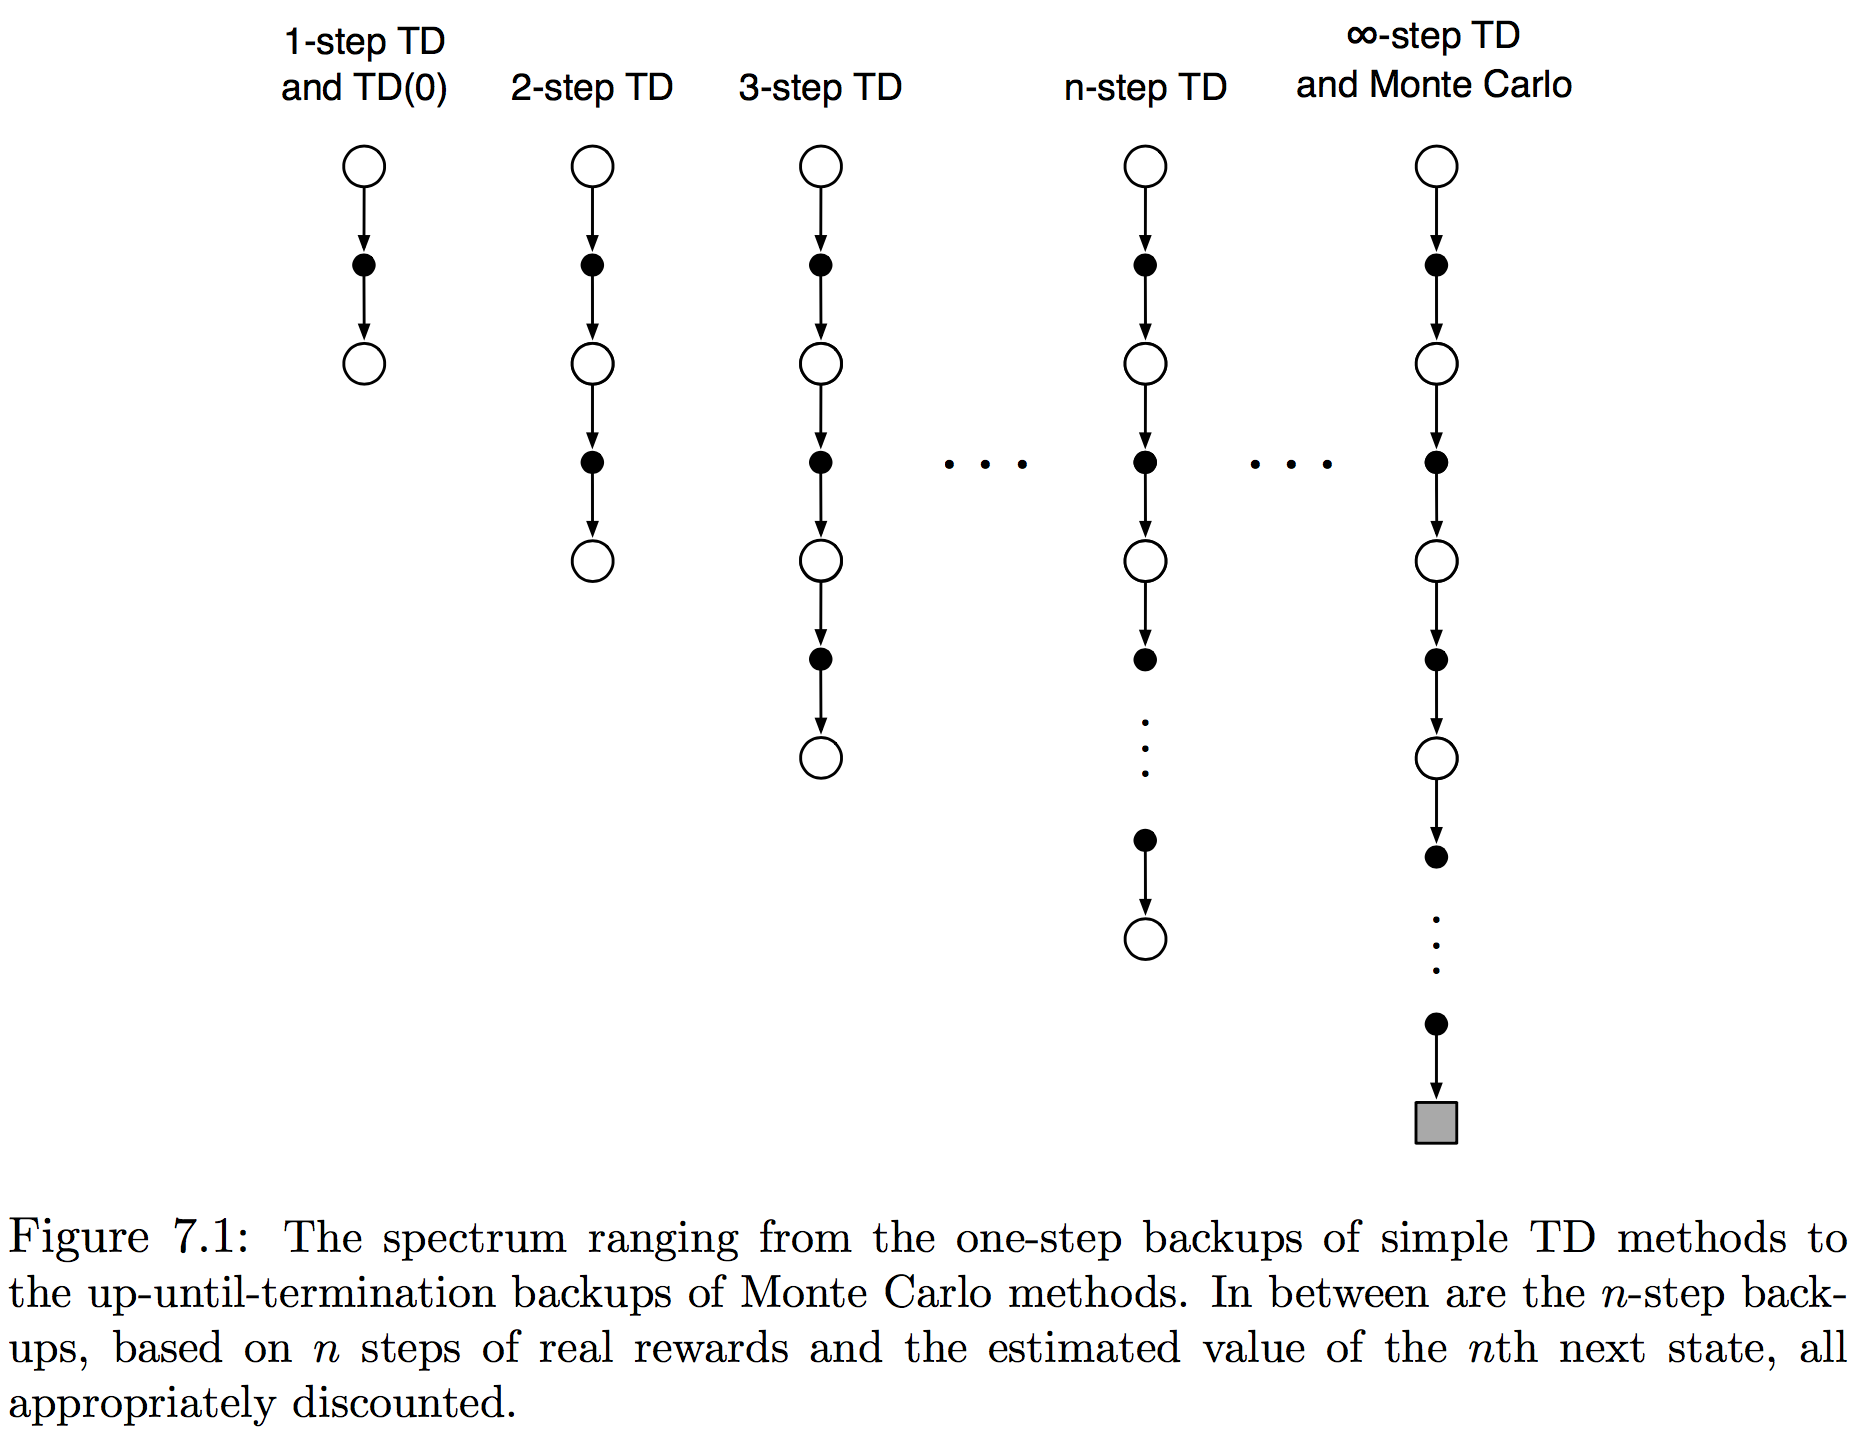 1-step TD
and TD(0)
2-step TD
3-step TD
n-step TD
∞-step TD
and Monte Carlo
· · ·
· · ·
Figure 7.1: The spectrum ranging from the one-step backups of simple TD methods to
the up-until-termination backups of Monte Carlo methods. In between are the n-step back-
ups, based on n steps of real rewards and the estimated value of the nth next state, all
appropriately discounted.